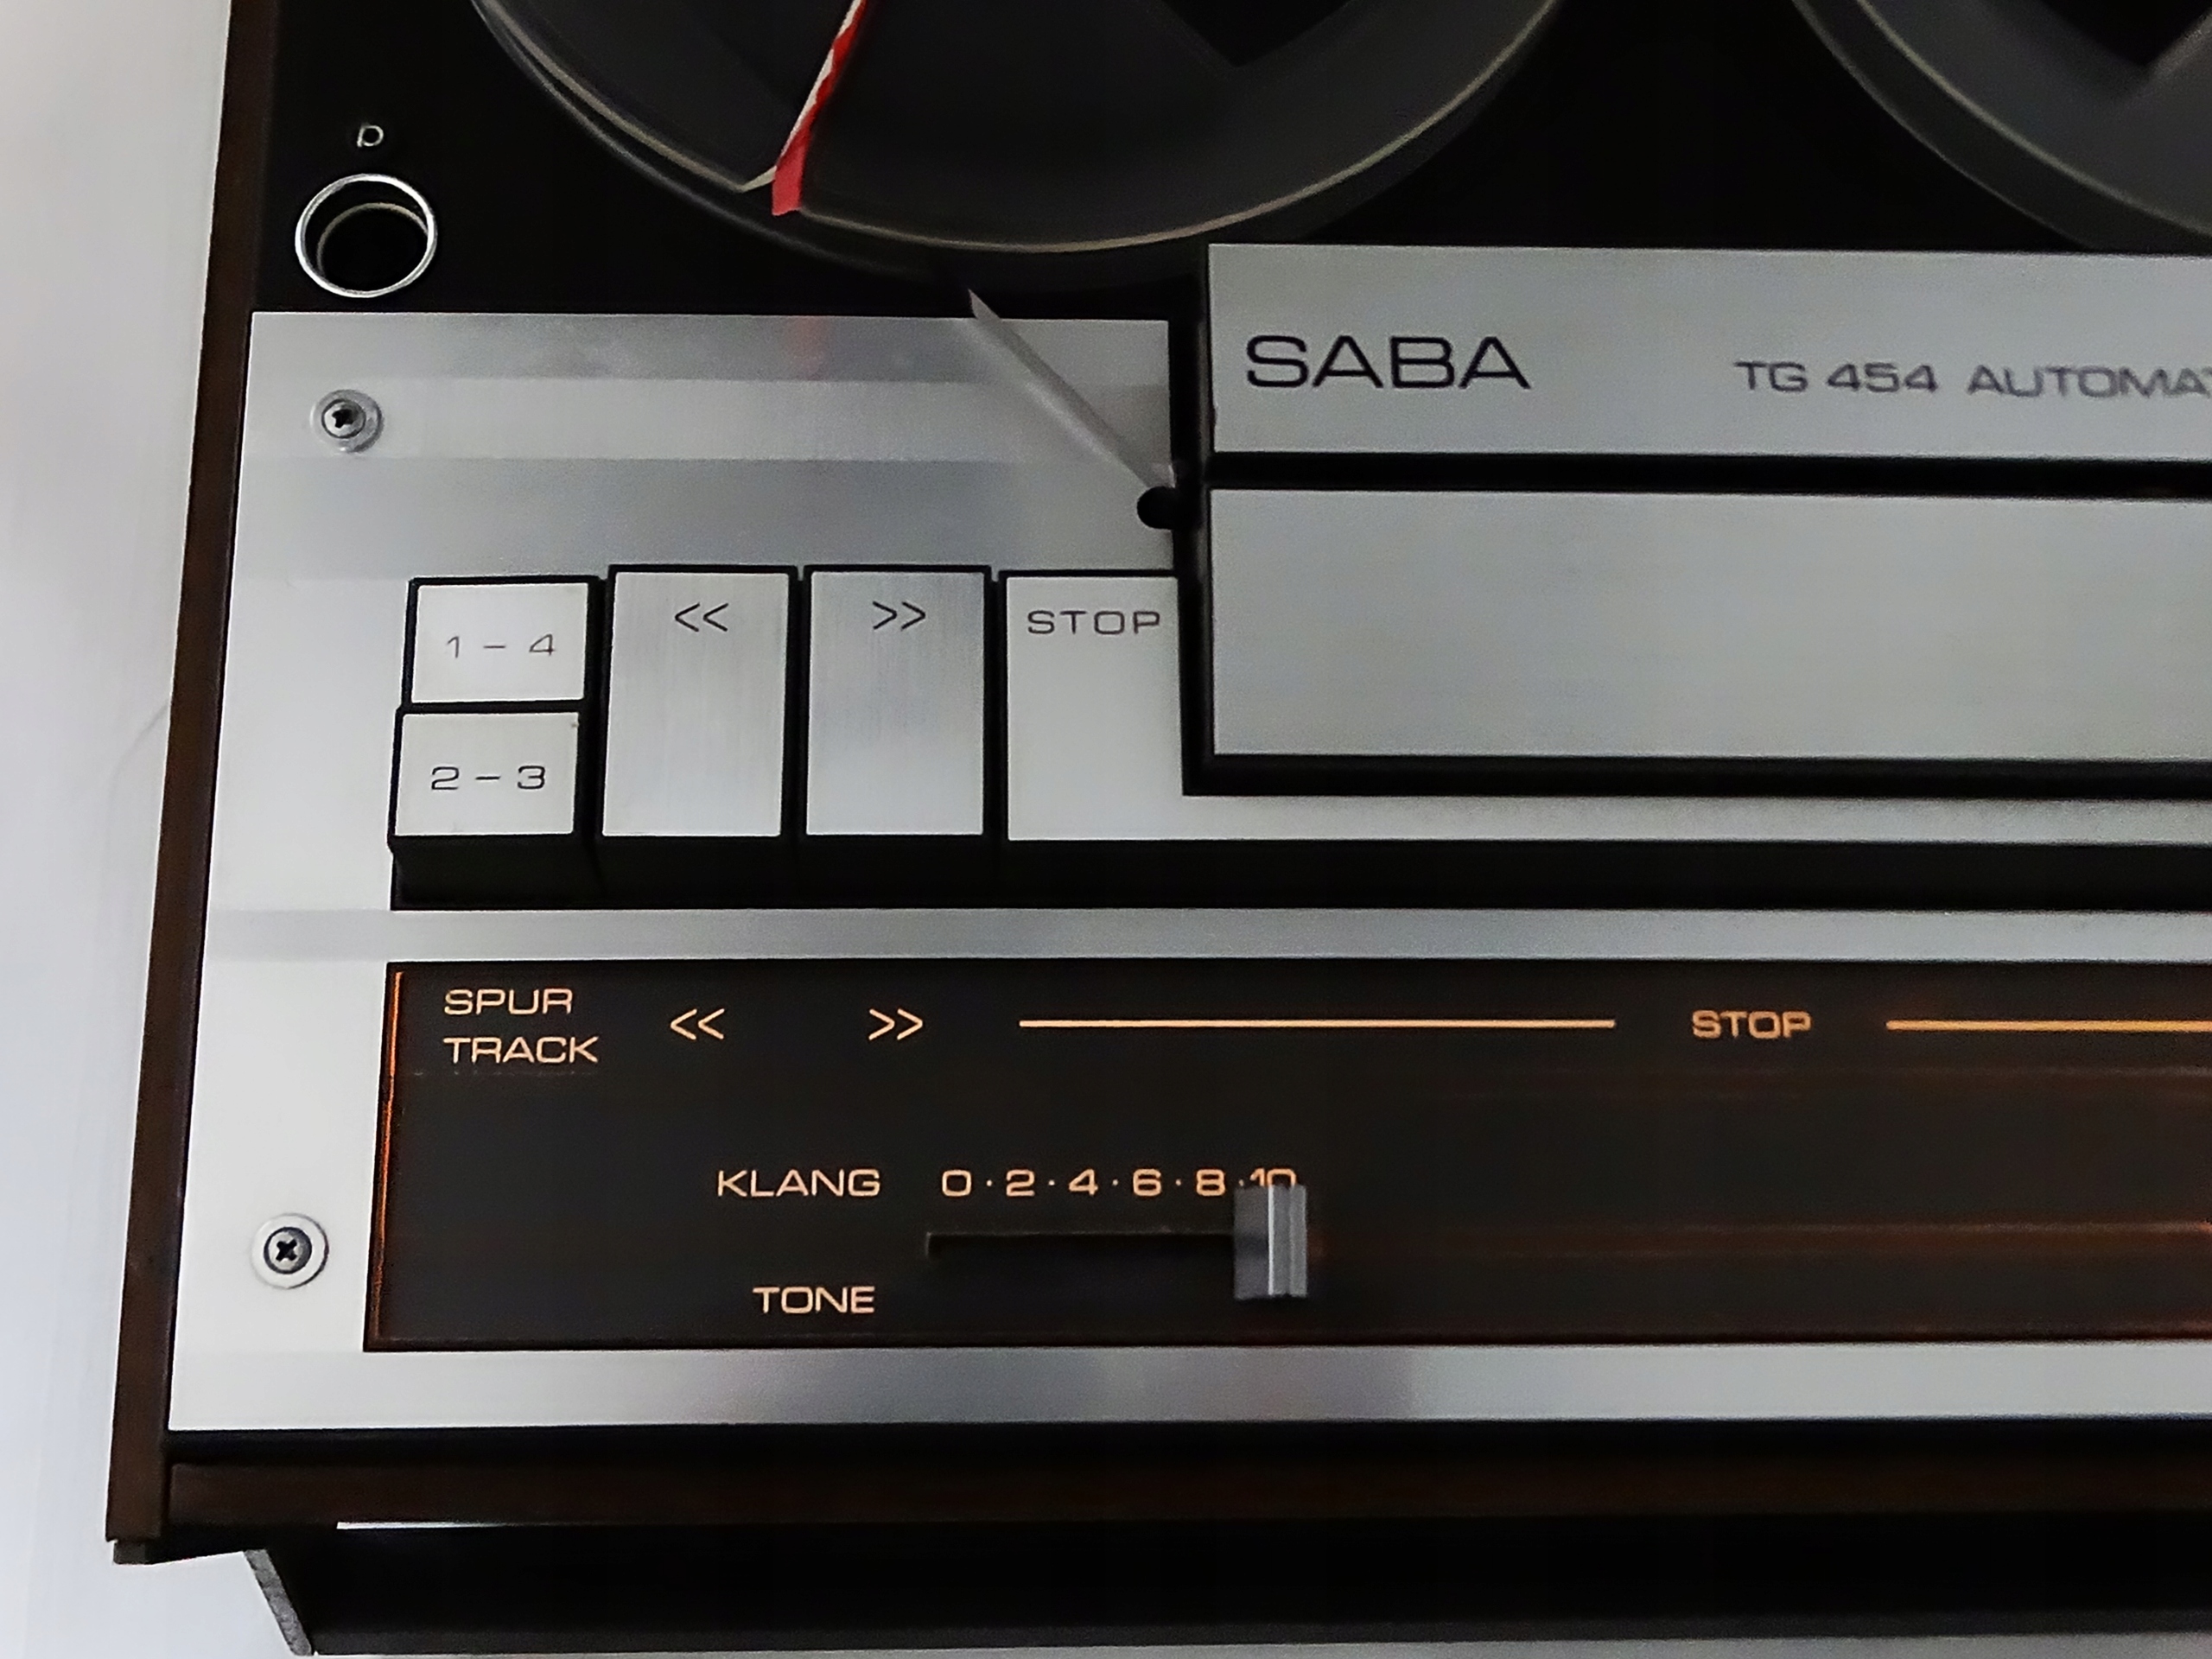 SABA
TG 454 AUTOMAT
1 – 4
<< >> STOP
2 – 3
SPUR
TRACK
<< >> STOP
KLANG 0·2·4·6·8·10
TONE